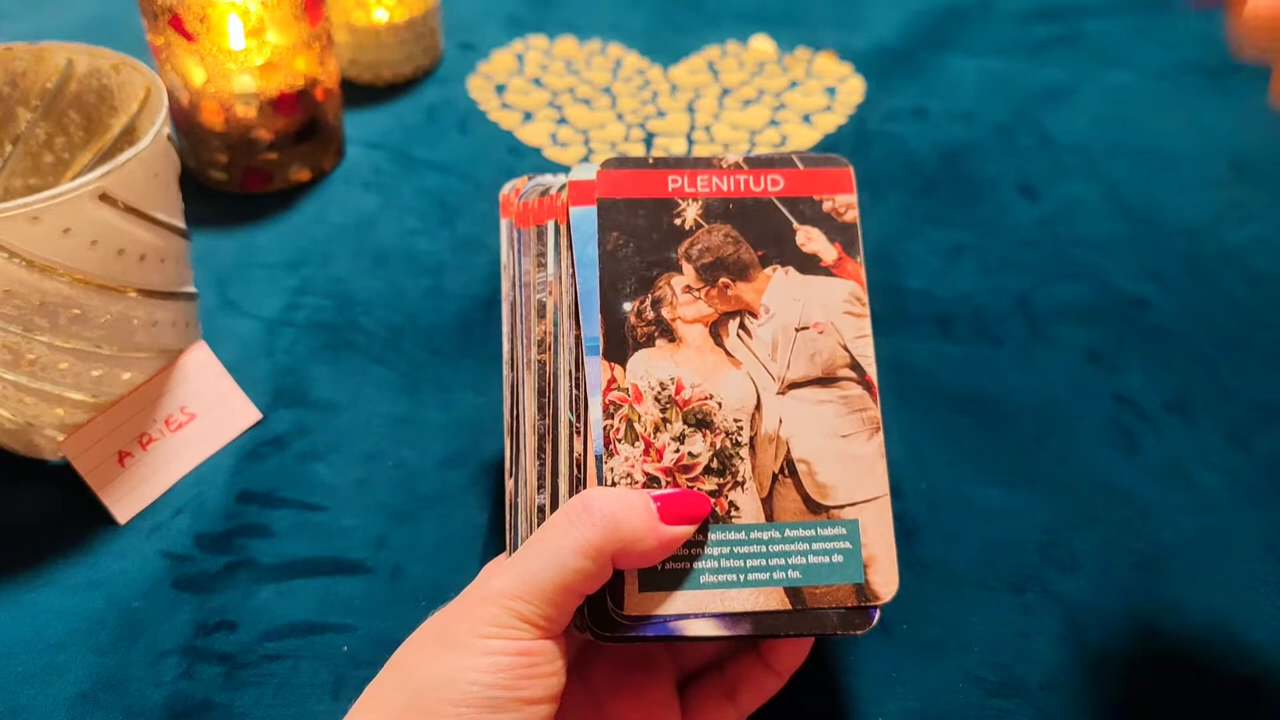 PLENITUD
felicidad, alegría. Ambos habéis
en lograr vuestra conexión amorosa,
y ahora estáis listos para una vida llena de
placeres y amor sin fin.
ARIES